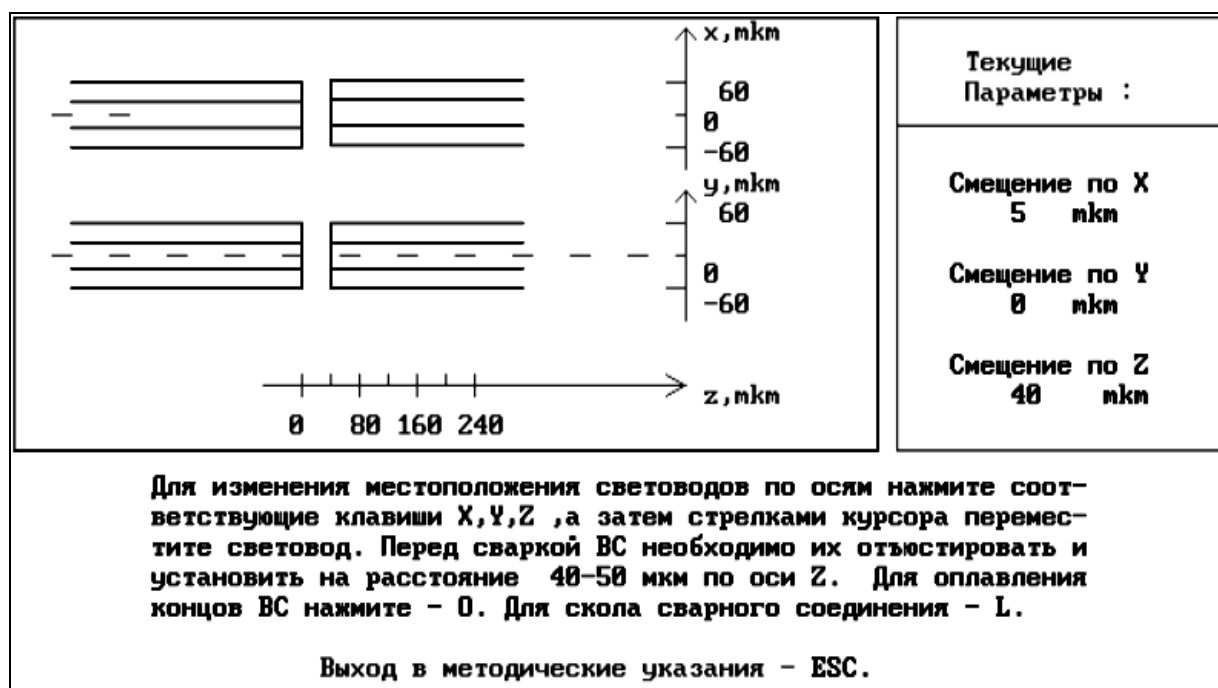 x,mkm
60
0
-60
y,mkm
60
0
-60
z,mkm
0 80 160 240
Текущие
Параметры :
Смещение по X
5 mkm
Смещение по Y
0 mkm
Смещение по Z
40 mkm
Для изменения местоположения световодов по осям нажмите соот-
ветствующие клавиши X,Y,Z ,а затем стрелками курсора перемес-
тите световод. Перед сваркой ВС необходимо их отъюстировать и
установить на расстояние 40-50 мкм по оси Z. Для оплавления
концов ВС нажмите - O. Для скола сварного соединения - L.
Выход в методические указания - ESC.